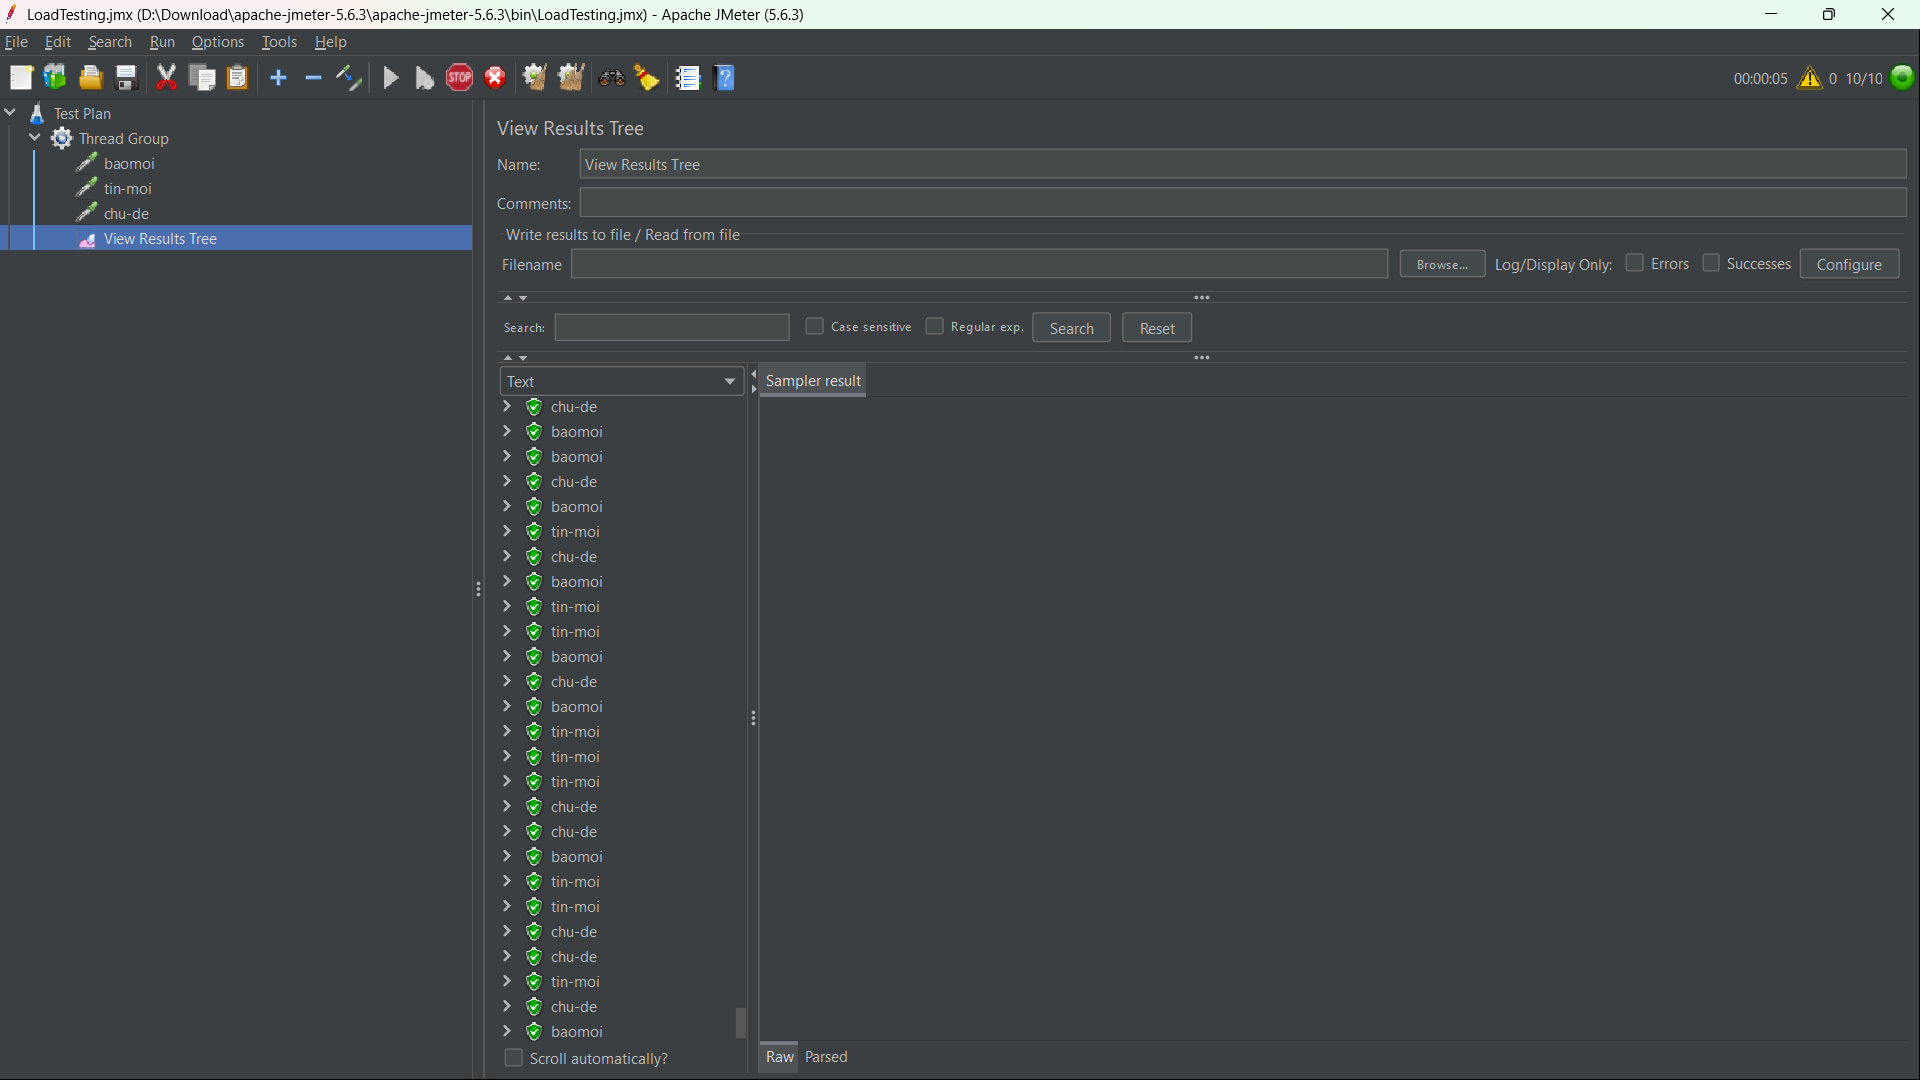 LoadTesting.jmx (D:\Download\apache-jmeter-5.6.3\apache-jmeter-5.6.3\bin\LoadTesting.jmx) - Apache JMeter (5.6.3)
File Edit Search Run Options Tools Help
STOP ? 00:00:05 0 10/10
Test Plan
Thread Group
baomoi
tin-moi
chu-de
View Results Tree
View Results Tree
Name: View Results Tree
Comments:
Write results to file / Read from file
Filename Browse... Log/Display Only: Errors Successes Configure
Search: Case sensitive Regular exp. Search Reset
Text
Sampler result
chu-de
baomoi
baomoi
chu-de
baomoi
tin-moi
chu-de
baomoi
tin-moi
tin-moi
baomoi
chu-de
baomoi
tin-moi
tin-moi
tin-moi
chu-de
chu-de
baomoi
tin-moi
tin-moi
chu-de
chu-de
tin-moi
chu-de
baomoi
Scroll automatically?
Raw Parsed